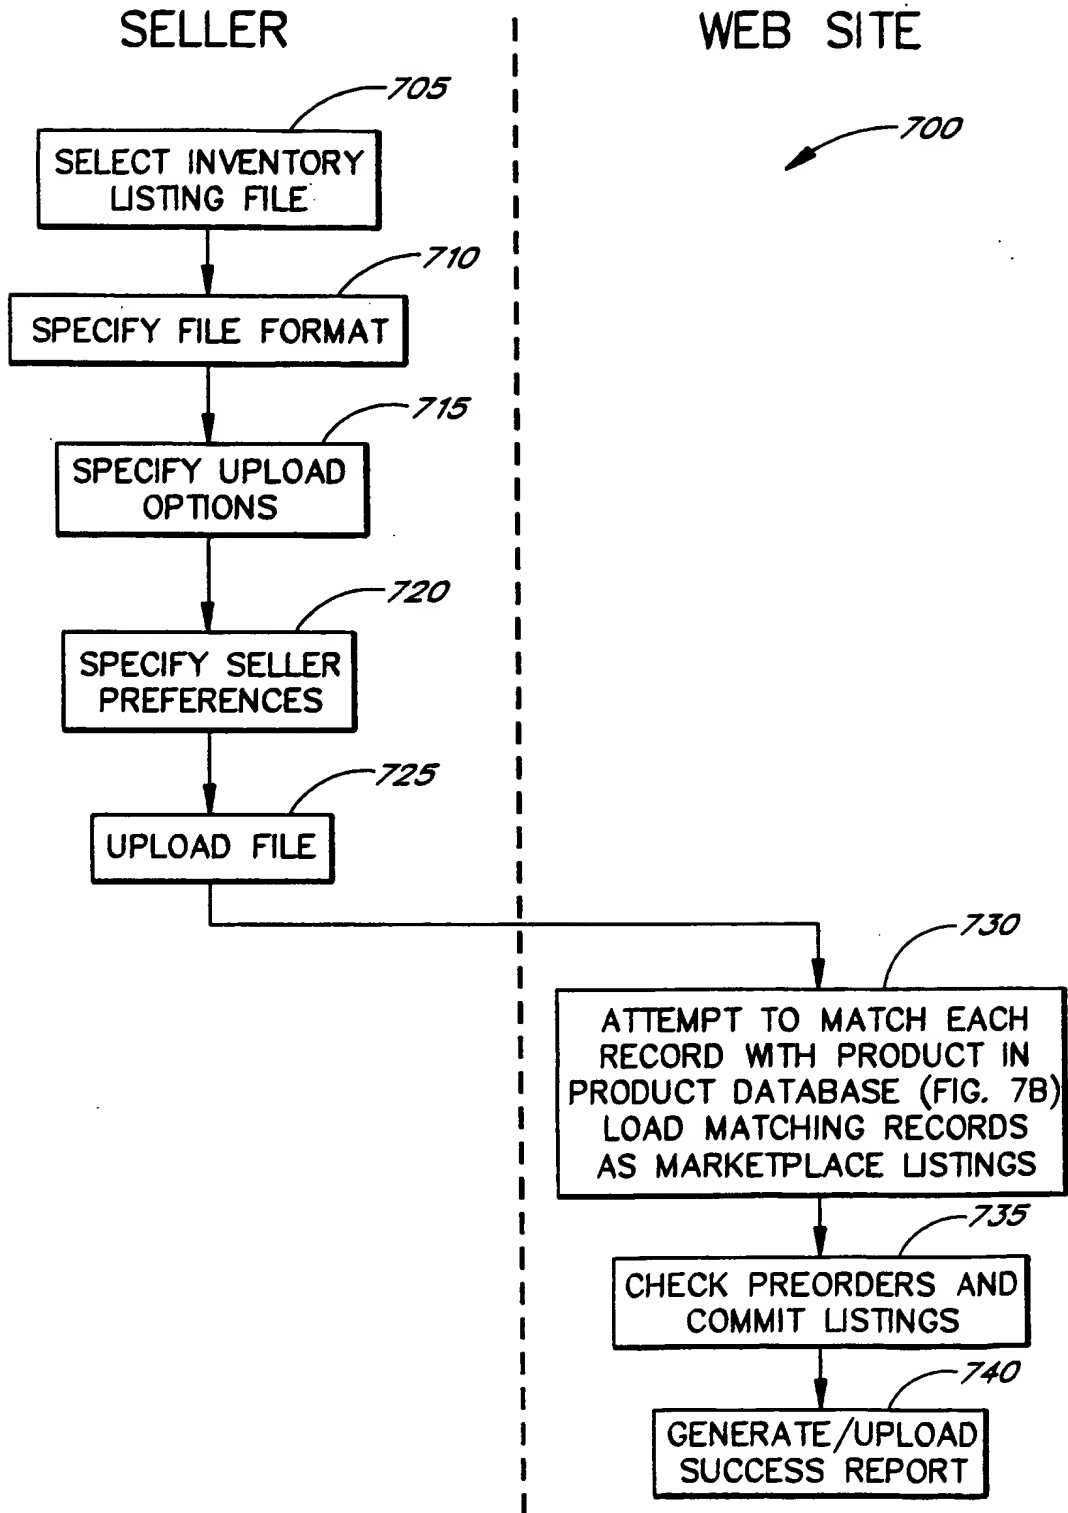 SELLER
WEB SITE
705
700
SELECT INVENTORY
LISTING FILE
710
SPECIFY FILE FORMAT
715
SPECIFY UPLOAD
OPTIONS
720
SPECIFY SELLER
PREFERENCES
725
UPLOAD FILE
730
ATTEMPT TO MATCH EACH
RECORD WITH PRODUCT IN
PRODUCT DATABASE (FIG. 7B)
LOAD MATCHING RECORDS
AS MARKETPLACE LISTINGS
735
CHECK PREORDERS AND
COMMIT LISTINGS
740
GENERATE/UPLOAD
SUCCESS REPORT